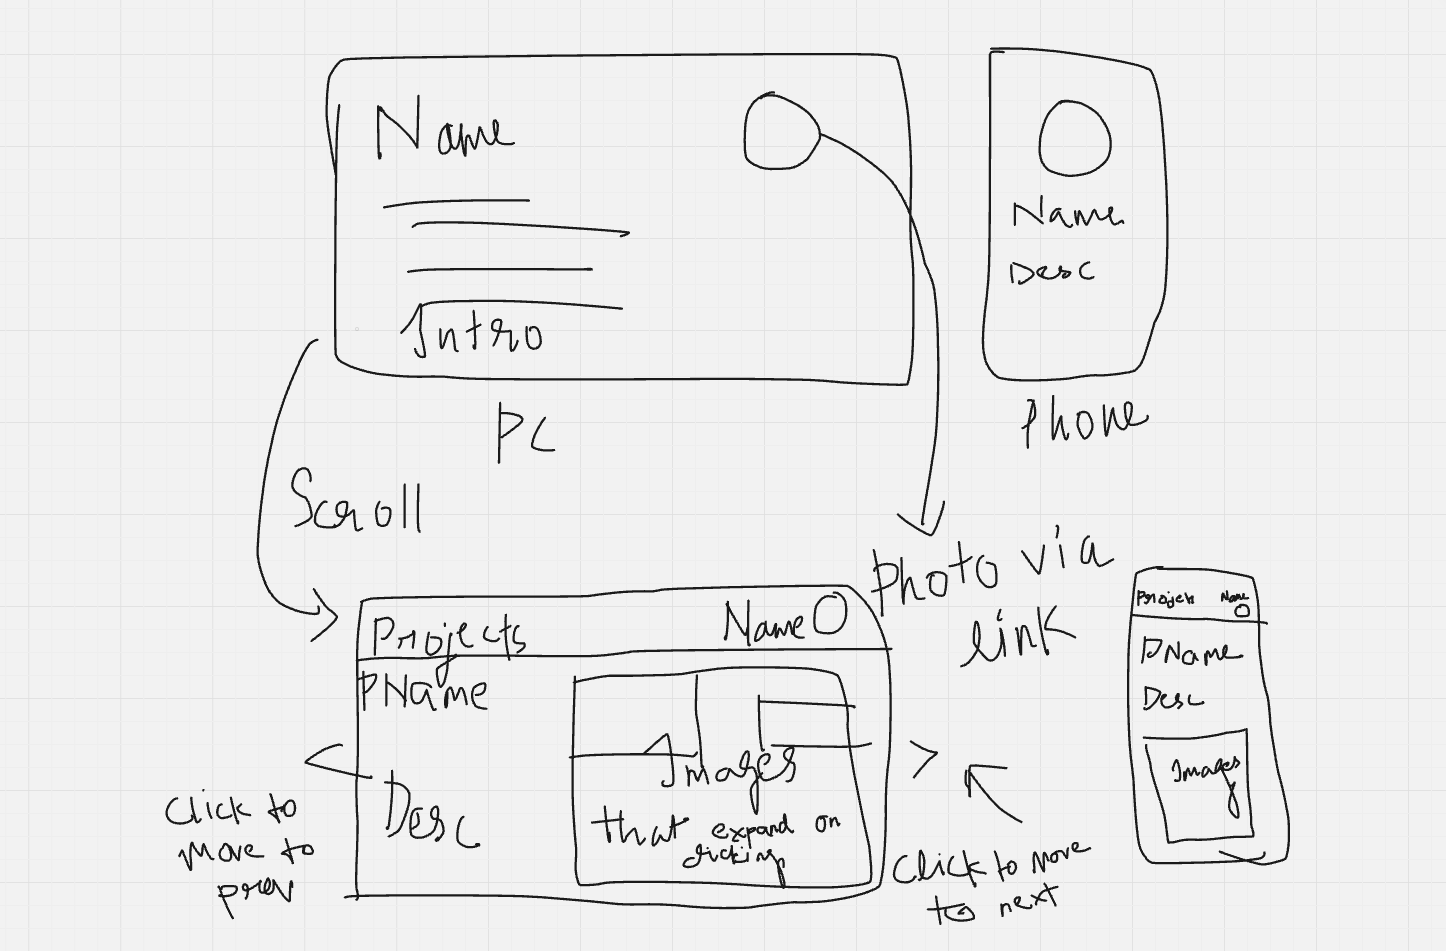 Name
Intro
PC
Name
Desc
Phone
Scroll
Photo via
link
Projects
Name
PName
Desc
Images
that expand on
clicking
Click to
move to
prev
Click to move
to next
Projects
Name
PName
Desc
Images